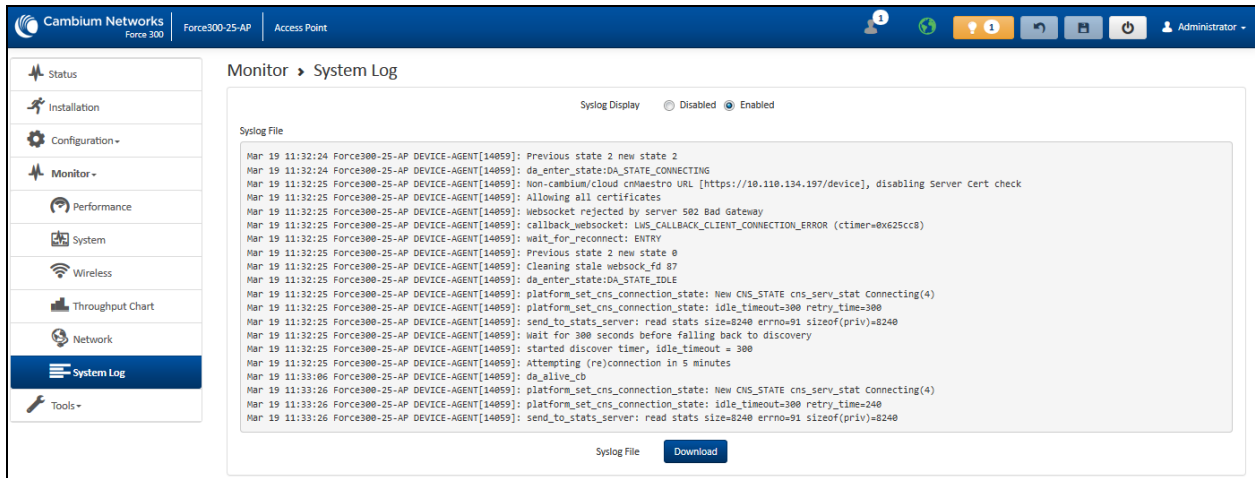 Cambium Networks
Force 300
Force300-25-AP
Access Point
1
1
Administrator
Status
Installation
Configuration
Monitor
Performance
System
Wireless
Throughput Chart
Network
System Log
Tools
Monitor › System Log
Syslog Display Disabled Enabled
Syslog File
Mar 19 11:32:24 Force300-25-AP DEVICE-AGENT[14059]: Previous state 2 new state 2
Mar 19 11:32:24 Force300-25-AP DEVICE-AGENT[14059]: da_enter_state:DA_STATE_CONNECTING
Mar 19 11:32:25 Force300-25-AP DEVICE-AGENT[14059]: Non-cambium/cloud cnMaestro URL [https://10.110.134.197/device], disabling Server Cert check
Mar 19 11:32:25 Force300-25-AP DEVICE-AGENT[14059]: Allowing all certificates
Mar 19 11:32:25 Force300-25-AP DEVICE-AGENT[14059]: Websocket rejected by server 502 Bad Gateway
Mar 19 11:32:25 Force300-25-AP DEVICE-AGENT[14059]: callback_websocket: LWS_CALLBACK_CLIENT_CONNECTION_ERROR (ctimer=0x625cc8)
Mar 19 11:32:25 Force300-25-AP DEVICE-AGENT[14059]: wait_for_reconnect: ENTRY
Mar 19 11:32:25 Force300-25-AP DEVICE-AGENT[14059]: Previous state 2 new state 0
Mar 19 11:32:25 Force300-25-AP DEVICE-AGENT[14059]: Cleaning stale websock_fd 87
Mar 19 11:32:25 Force300-25-AP DEVICE-AGENT[14059]: da_enter_state:DA_STATE_IDLE
Mar 19 11:32:25 Force300-25-AP DEVICE-AGENT[14059]: platform_set_cns_connection_state: New CNS_STATE cns_serv_stat Connecting(4)
Mar 19 11:32:25 Force300-25-AP DEVICE-AGENT[14059]: platform_set_cns_connection_state: idle_timeout=300 retry_time=300
Mar 19 11:32:25 Force300-25-AP DEVICE-AGENT[14059]: send_to_stats_server: read stats size=8240 errno=91 sizeof(priv)=8240
Mar 19 11:32:25 Force300-25-AP DEVICE-AGENT[14059]: Wait for 300 seconds before falling back to discovery
Mar 19 11:32:25 Force300-25-AP DEVICE-AGENT[14059]: started discover timer, idle_timeout = 300
Mar 19 11:32:25 Force300-25-AP DEVICE-AGENT[14059]: Attempting (re)connection in 5 minutes
Mar 19 11:33:06 Force300-25-AP DEVICE-AGENT[14059]: da_alive_cb
Mar 19 11:33:26 Force300-25-AP DEVICE-AGENT[14059]: platform_set_cns_connection_state: New CNS_STATE cns_serv_stat Connecting(4)
Mar 19 11:33:26 Force300-25-AP DEVICE-AGENT[14059]: platform_set_cns_connection_state: idle_timeout=300 retry_time=240
Mar 19 11:33:26 Force300-25-AP DEVICE-AGENT[14059]: send_to_stats_server: read stats size=8240 errno=91 sizeof(priv)=8240
Syslog File Download